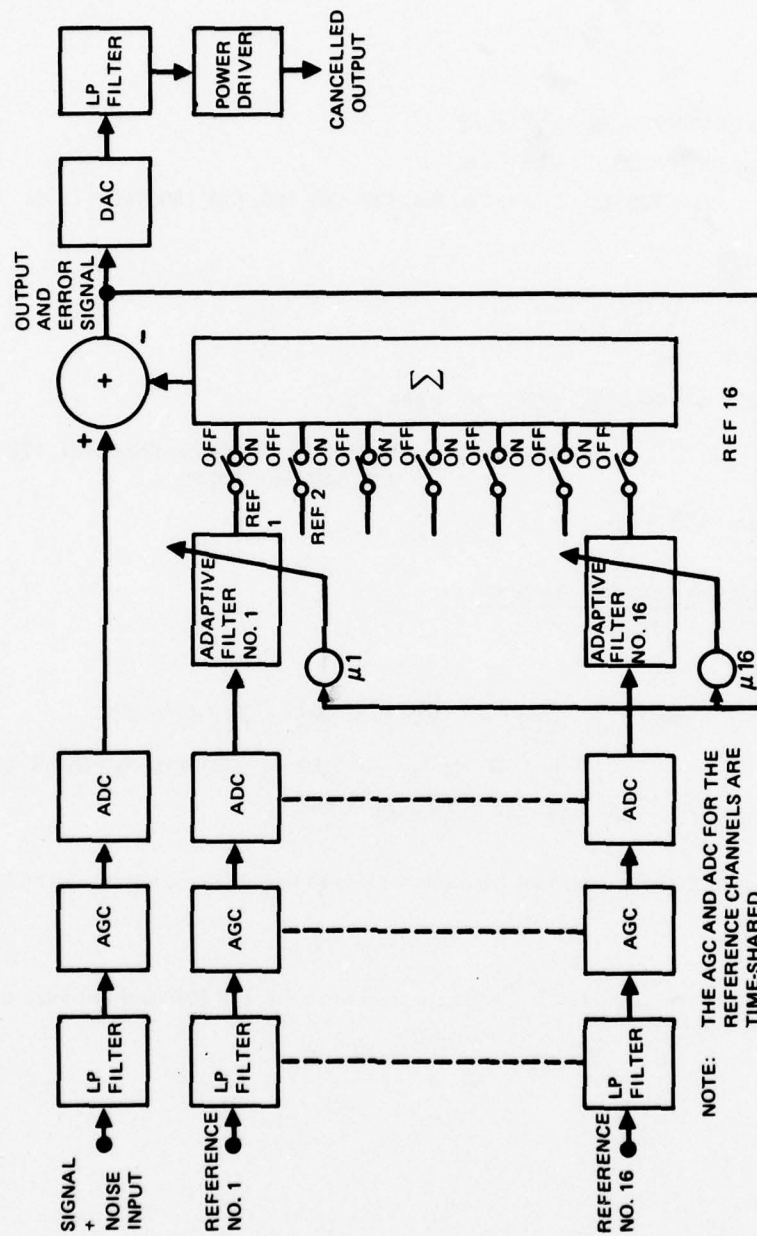 SIGNAL
+
NOISE
INPUT
LP
FILTER
AGC
ADC
+
+
-
OUTPUT
AND
ERROR
SIGNAL
DAC
LP
FILTER
POWER
DRIVER
CANCELLED
OUTPUT
REFERENCE
NO. 1
LP
FILTER
AGC
ADC
ADAPTIVE
FILTER
NO. 1
μ1
REF
1
OFF
ON
REF 2
OFF
ON
OFF
ON
OFF
ON
OFF
ON
OFF
ON
OFF
Σ
REF 16
REFERENCE
NO. 16
LP
FILTER
AGC
ADC
ADAPTIVE
FILTER
NO. 16
μ16
NOTE: THE AGC AND ADC FOR THE
REFERENCE CHANNELS ARE
TIME-SHARED